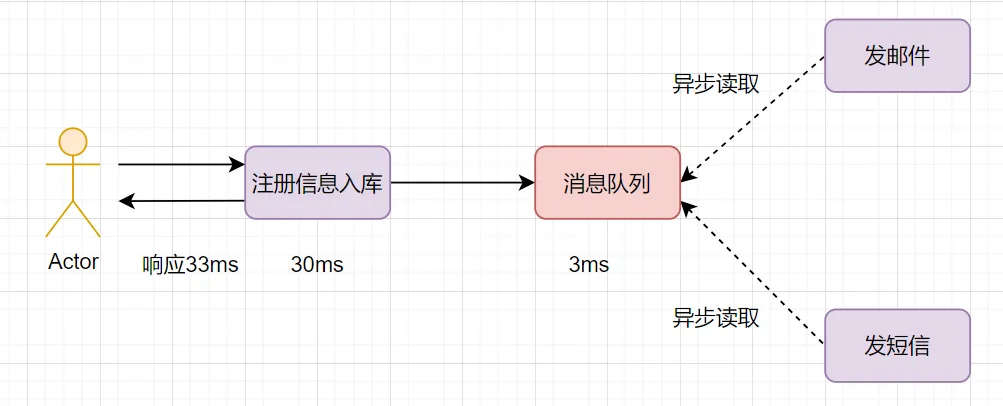 发邮件
异步读取
注册信息入库
消息队列
Actor
响应33ms
30ms
3ms
异步读取
发短信